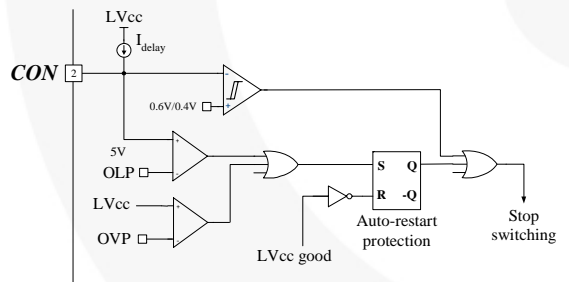 LVcc
I_delay
CON
2
-
+
0.6V/0.4V
5V
+
-
OLP
LVcc
+
-
OVP
S Q
R -Q
Auto-restart
protection
LVcc good
Stop
switching